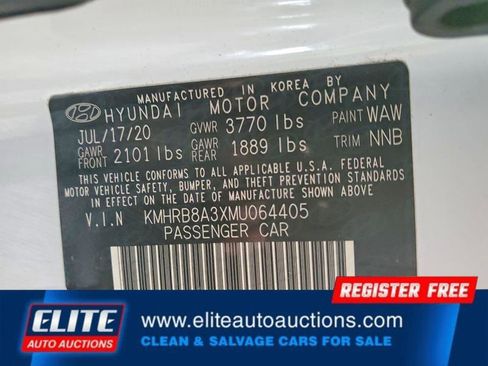 MANUFACTURED IN KOREA BY
HYUNDAI MOTOR COMPANY
JUL/17/20 GVWR 3770 lbs PAINT WAW
GAWR FRONT 2101 lbs GAWR REAR 1889 lbs TRIM NNB
THIS VEHICLE CONFORMS TO ALL APPLICABLE U.S.A. FEDERAL
MOTOR VEHICLE SAFETY, BUMPER, AND THEFT PREVENTION STANDARDS
IN EFFECT ON THE DATE OF MANUFACTURE SHOWN ABOVE.
V.I.N KMHRB8A3XMU064405
PASSENGER CAR
REGISTER FREE
ELITE
AUTO AUCTIONS
www.eliteautoauctions.com
CLEAN & SALVAGE CARS FOR SALE